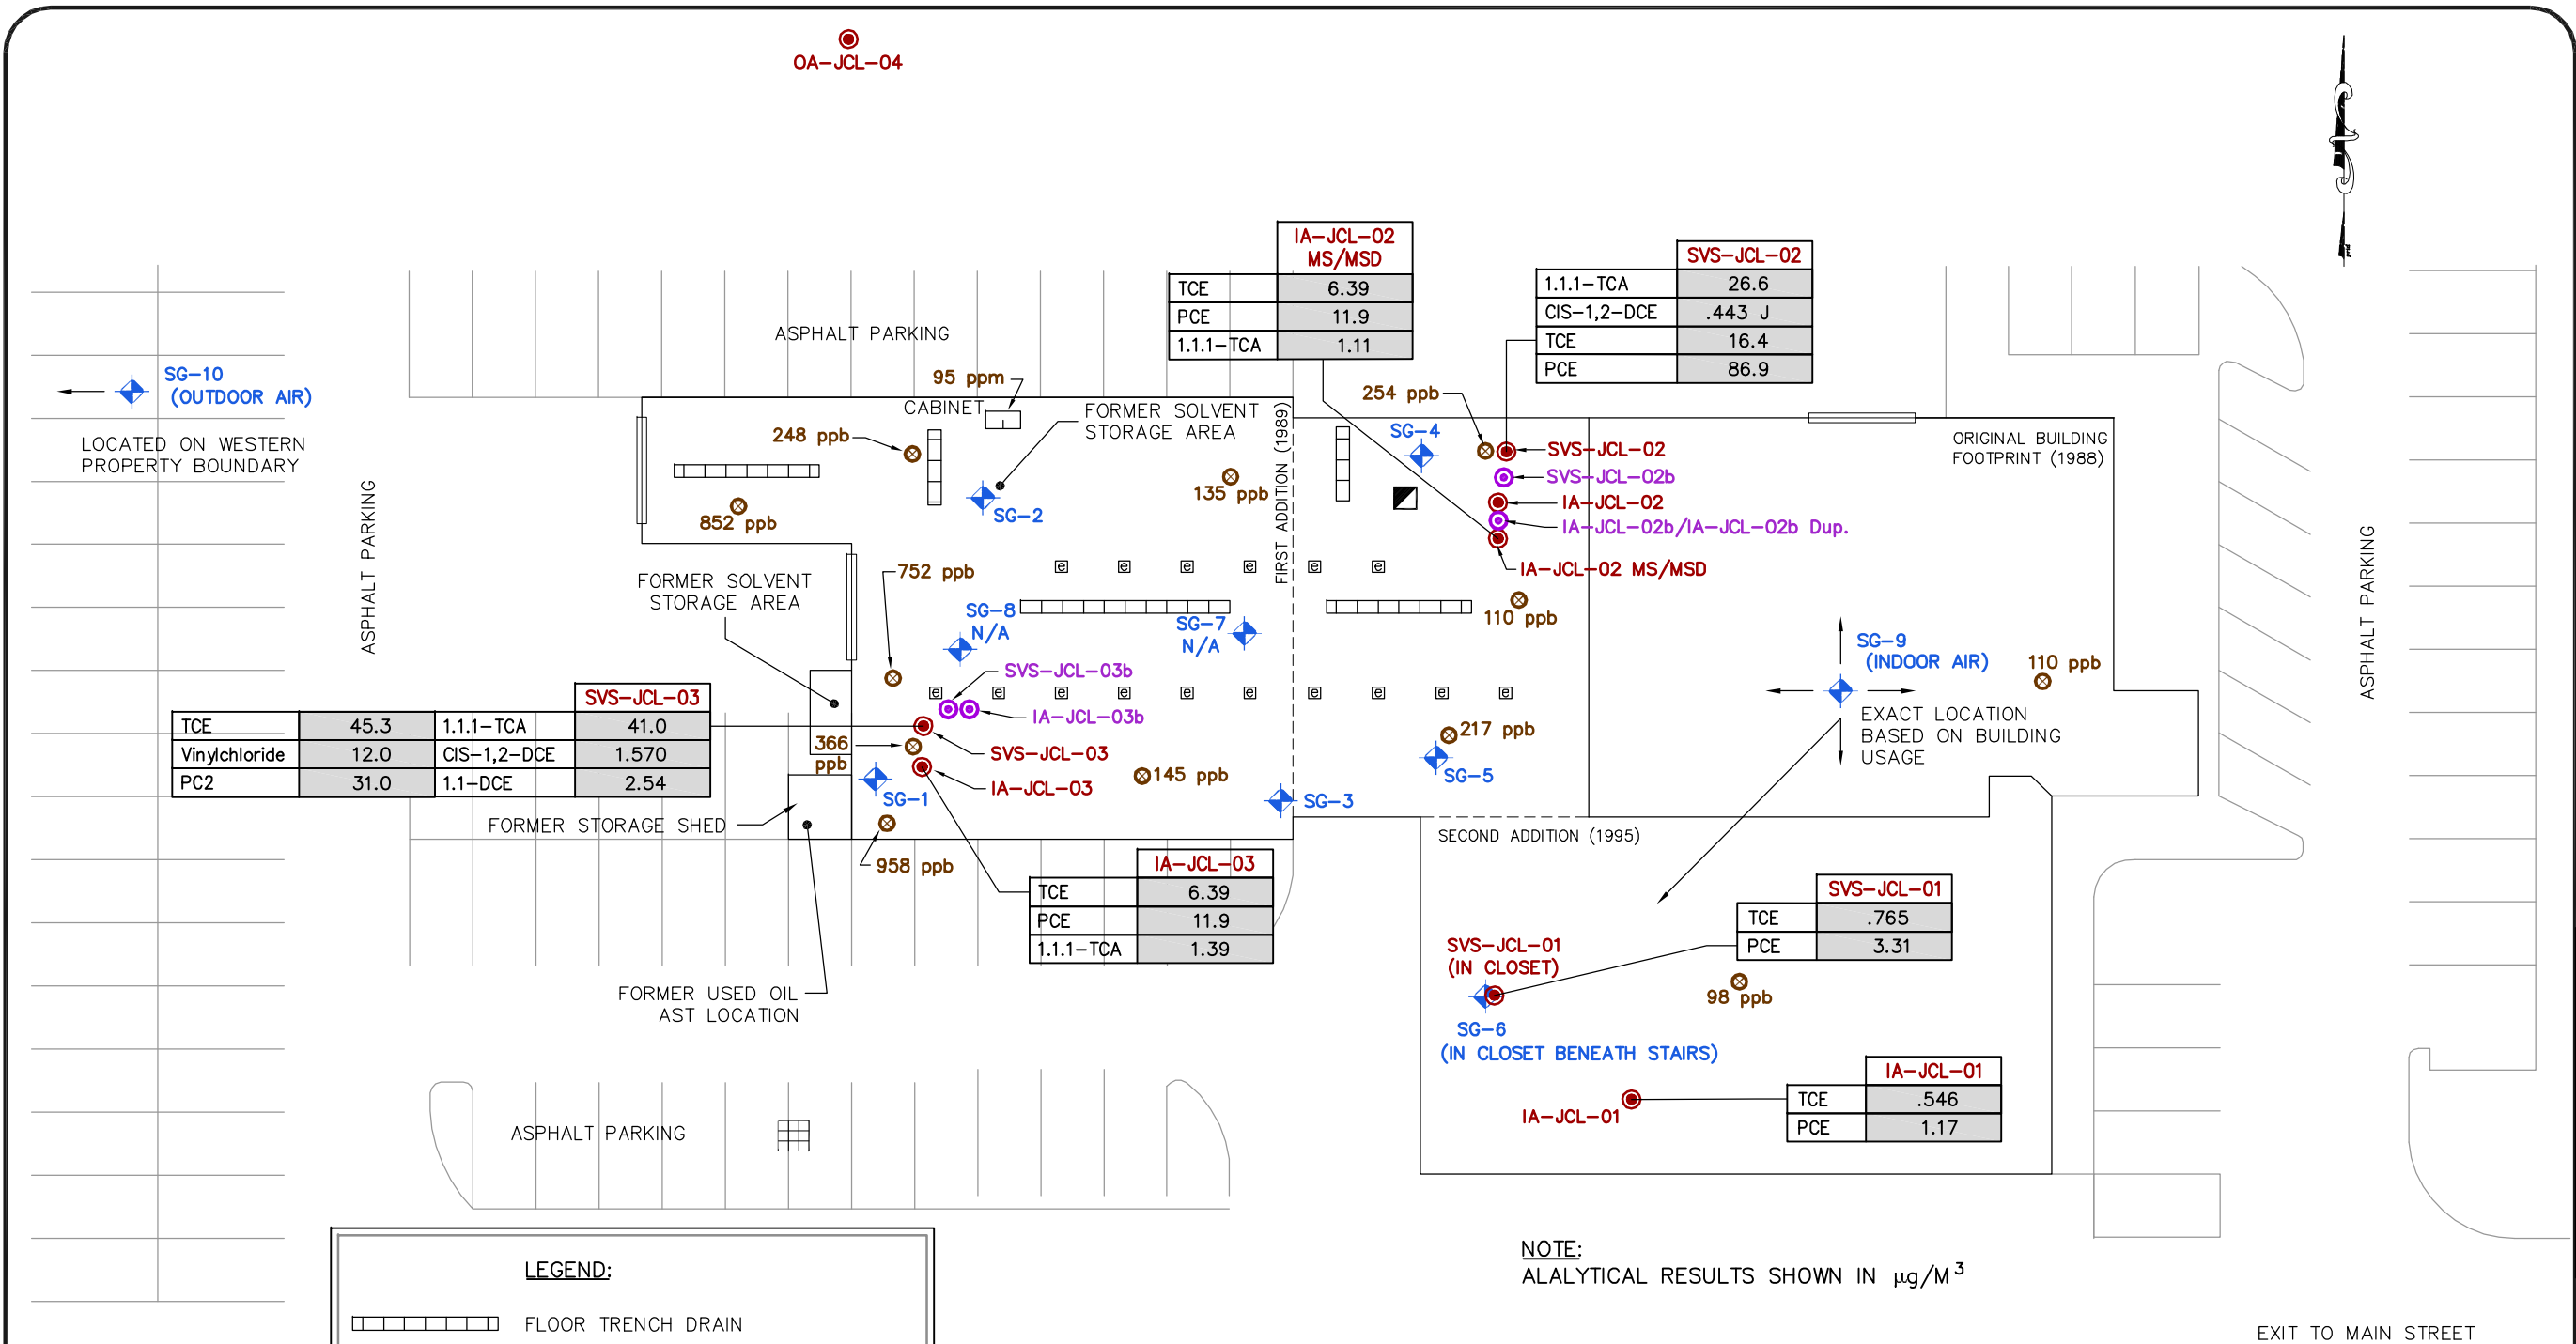 OA-JCL-04
IA-JCL-02
MS/MSD
TCE 6.39
PCE 11.9
1.1.1-TCA 1.11
SVS-JCL-02
1.1.1-TCA 26.6
CIS-1,2-DCE .443 J
TCE 16.4
PCE 86.9
ASPHALT PARKING
SG-10
(OUTDOOR AIR)
LOCATED ON WESTERN
PROPERTY BOUNDARY
ASPHALT PARKING
95 ppm
CABINET
FORMER SOLVENT
STORAGE AREA
248 ppb
852 ppb
SG-2
135 ppb
FIRST ADDITION (1989)
254 ppb
SG-4
SVS-JCL-02
SVS-JCL-02b
IA-JCL-02
IA-JCL-02b/IA-JCL-02b Dup.
IA-JCL-02 MS/MSD
110 ppb
ORIGINAL BUILDING
FOOTPRINT (1988)
ASPHALT PARKING
e e e e e e
752 ppb
FORMER SOLVENT
STORAGE AREA
SG-8
N/A
SG-7
N/A
SG-9
(INDOOR AIR)
110 ppb
EXACT LOCATION
BASED ON BUILDING
USAGE
SVS-JCL-03b
e e e e e e e e e e
IA-JCL-03b
SVS-JCL-03
TCE 45.3 1.1.1-TCA 41.0
Vinylchloride 12.0 CIS-1,2-DCE 1.570
PC2 31.0 1.1-DCE 2.54
366
ppb
SVS-JCL-03
IA-JCL-03
SG-1
145 ppb
217 ppb
SG-5
SG-3
FORMER STORAGE SHED
958 ppb
SECOND ADDITION (1995)
IA-JCL-03
TCE 6.39
PCE 11.9
1.1.1-TCA 1.39
SVS-JCL-01
TCE .765
PCE 3.31
SVS-JCL-01
(IN CLOSET)
98 ppb
SG-6
(IN CLOSET BENEATH STAIRS)
FORMER USED OIL
AST LOCATION
IA-JCL-01
TCE .546
PCE 1.17
IA-JCL-01
ASPHALT PARKING
NOTE:
ALALYTICAL RESULTS SHOWN IN µg/M³
LEGEND:
FLOOR TRENCH DRAIN
EXIT TO MAIN STREET